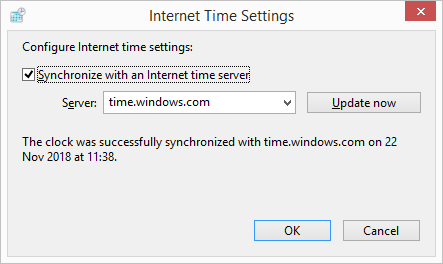 Internet Time Settings
Configure Internet time settings:
Synchronize with an Internet time server
Server: time.windows.com Update now
The clock was successfully synchronized with time.windows.com on 22
Nov 2018 at 11:38.
OK Cancel